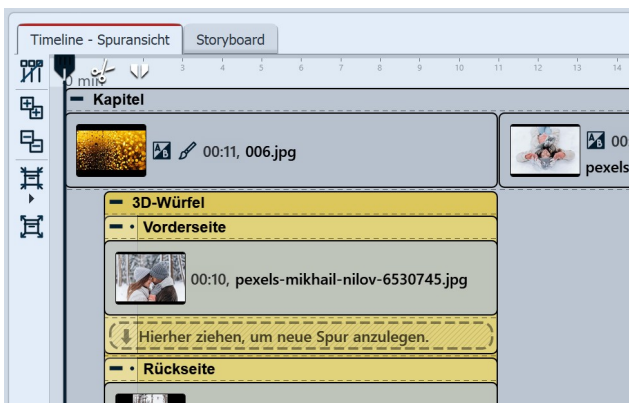 Timeline - Spuransicht Storyboard
0 min 3 4 5 6 7 8 9 10 11 12 13 14
Kapitel
A B 00:11, 006.jpg A B 00
pexels
3D-Würfel
Vorderseite
00:10, pexels-mikhail-nilov-6530745.jpg
Hierher ziehen, um neue Spur anzulegen.
Rückseite